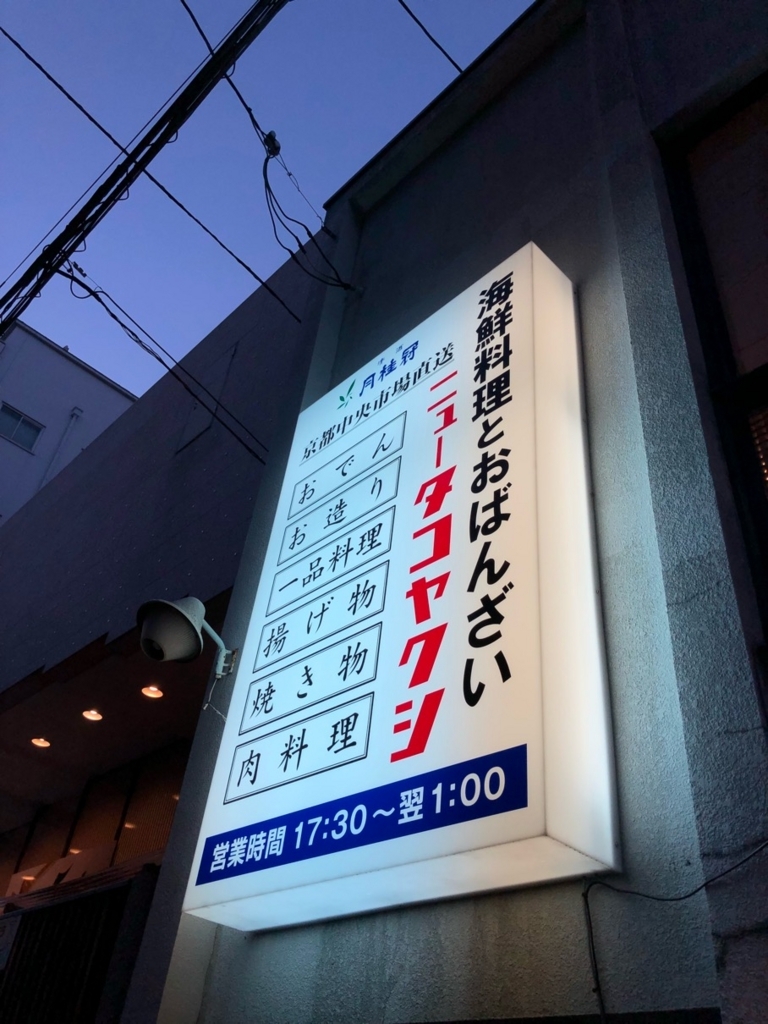 海鮮料理とおばんざい
ニュータコヤクシ
清酒
月桂冠
京都中央市場直送
おでん
お造り
一品料理
揚げ物
焼き物
肉料理
営業時間 17:30～翌1:00